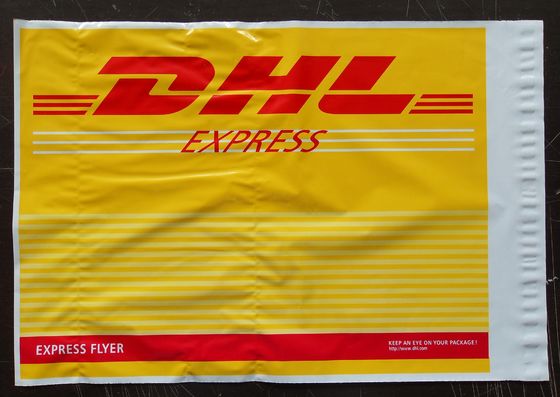 DHL
EXPRESS
EXPRESS FLYER
KEEP AN EYE ON YOUR PACKAGE!
http://www.dhl.com